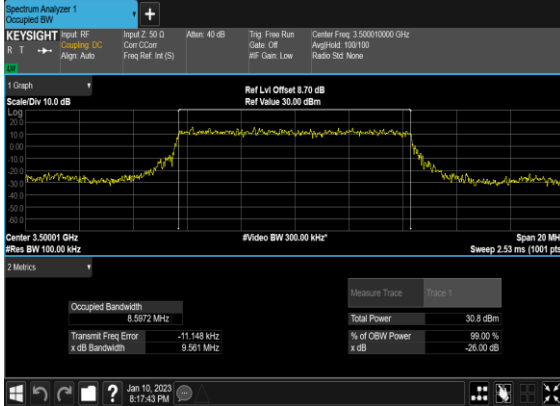 Spectrum Analyzer 1
Occupied BW
KEYSIGHT Input: RF Input Z: 50 Ω Atten: 40 dB Trig: Free Run Center Freq: 3.500010000 GHz
R T Coupling: DC Corr CCorr Gate: Off Avg|Hold: 100/100
Align: Auto Freq Ref: Int (S) #IF Gain: Low Radio Std: None
1 Graph
Ref Lvl Offset 8.70 dB
Scale/Div 10.0 dB Ref Value 30.00 dBm
Log
20.0
10.0
0.00
-10.0
-20.0
-30.0
-40.0
-50.0
-60.0
Center 3.50001 GHz #Video BW 300.00 kHz* Span 20 MH
#Res BW 100.00 kHz Sweep 2.53 ms (1001 pts
2 Metrics
Measure Trace Trace 1
Occupied Bandwidth
8.5972 MHz Total Power 30.8 dBm
Transmit Freq Error -11.148 kHz % of OBW Power 99.00 %
x dB Bandwidth 9.561 MHz x dB -26.00 dB
? Jan 10, 2023
8:17:43 PM